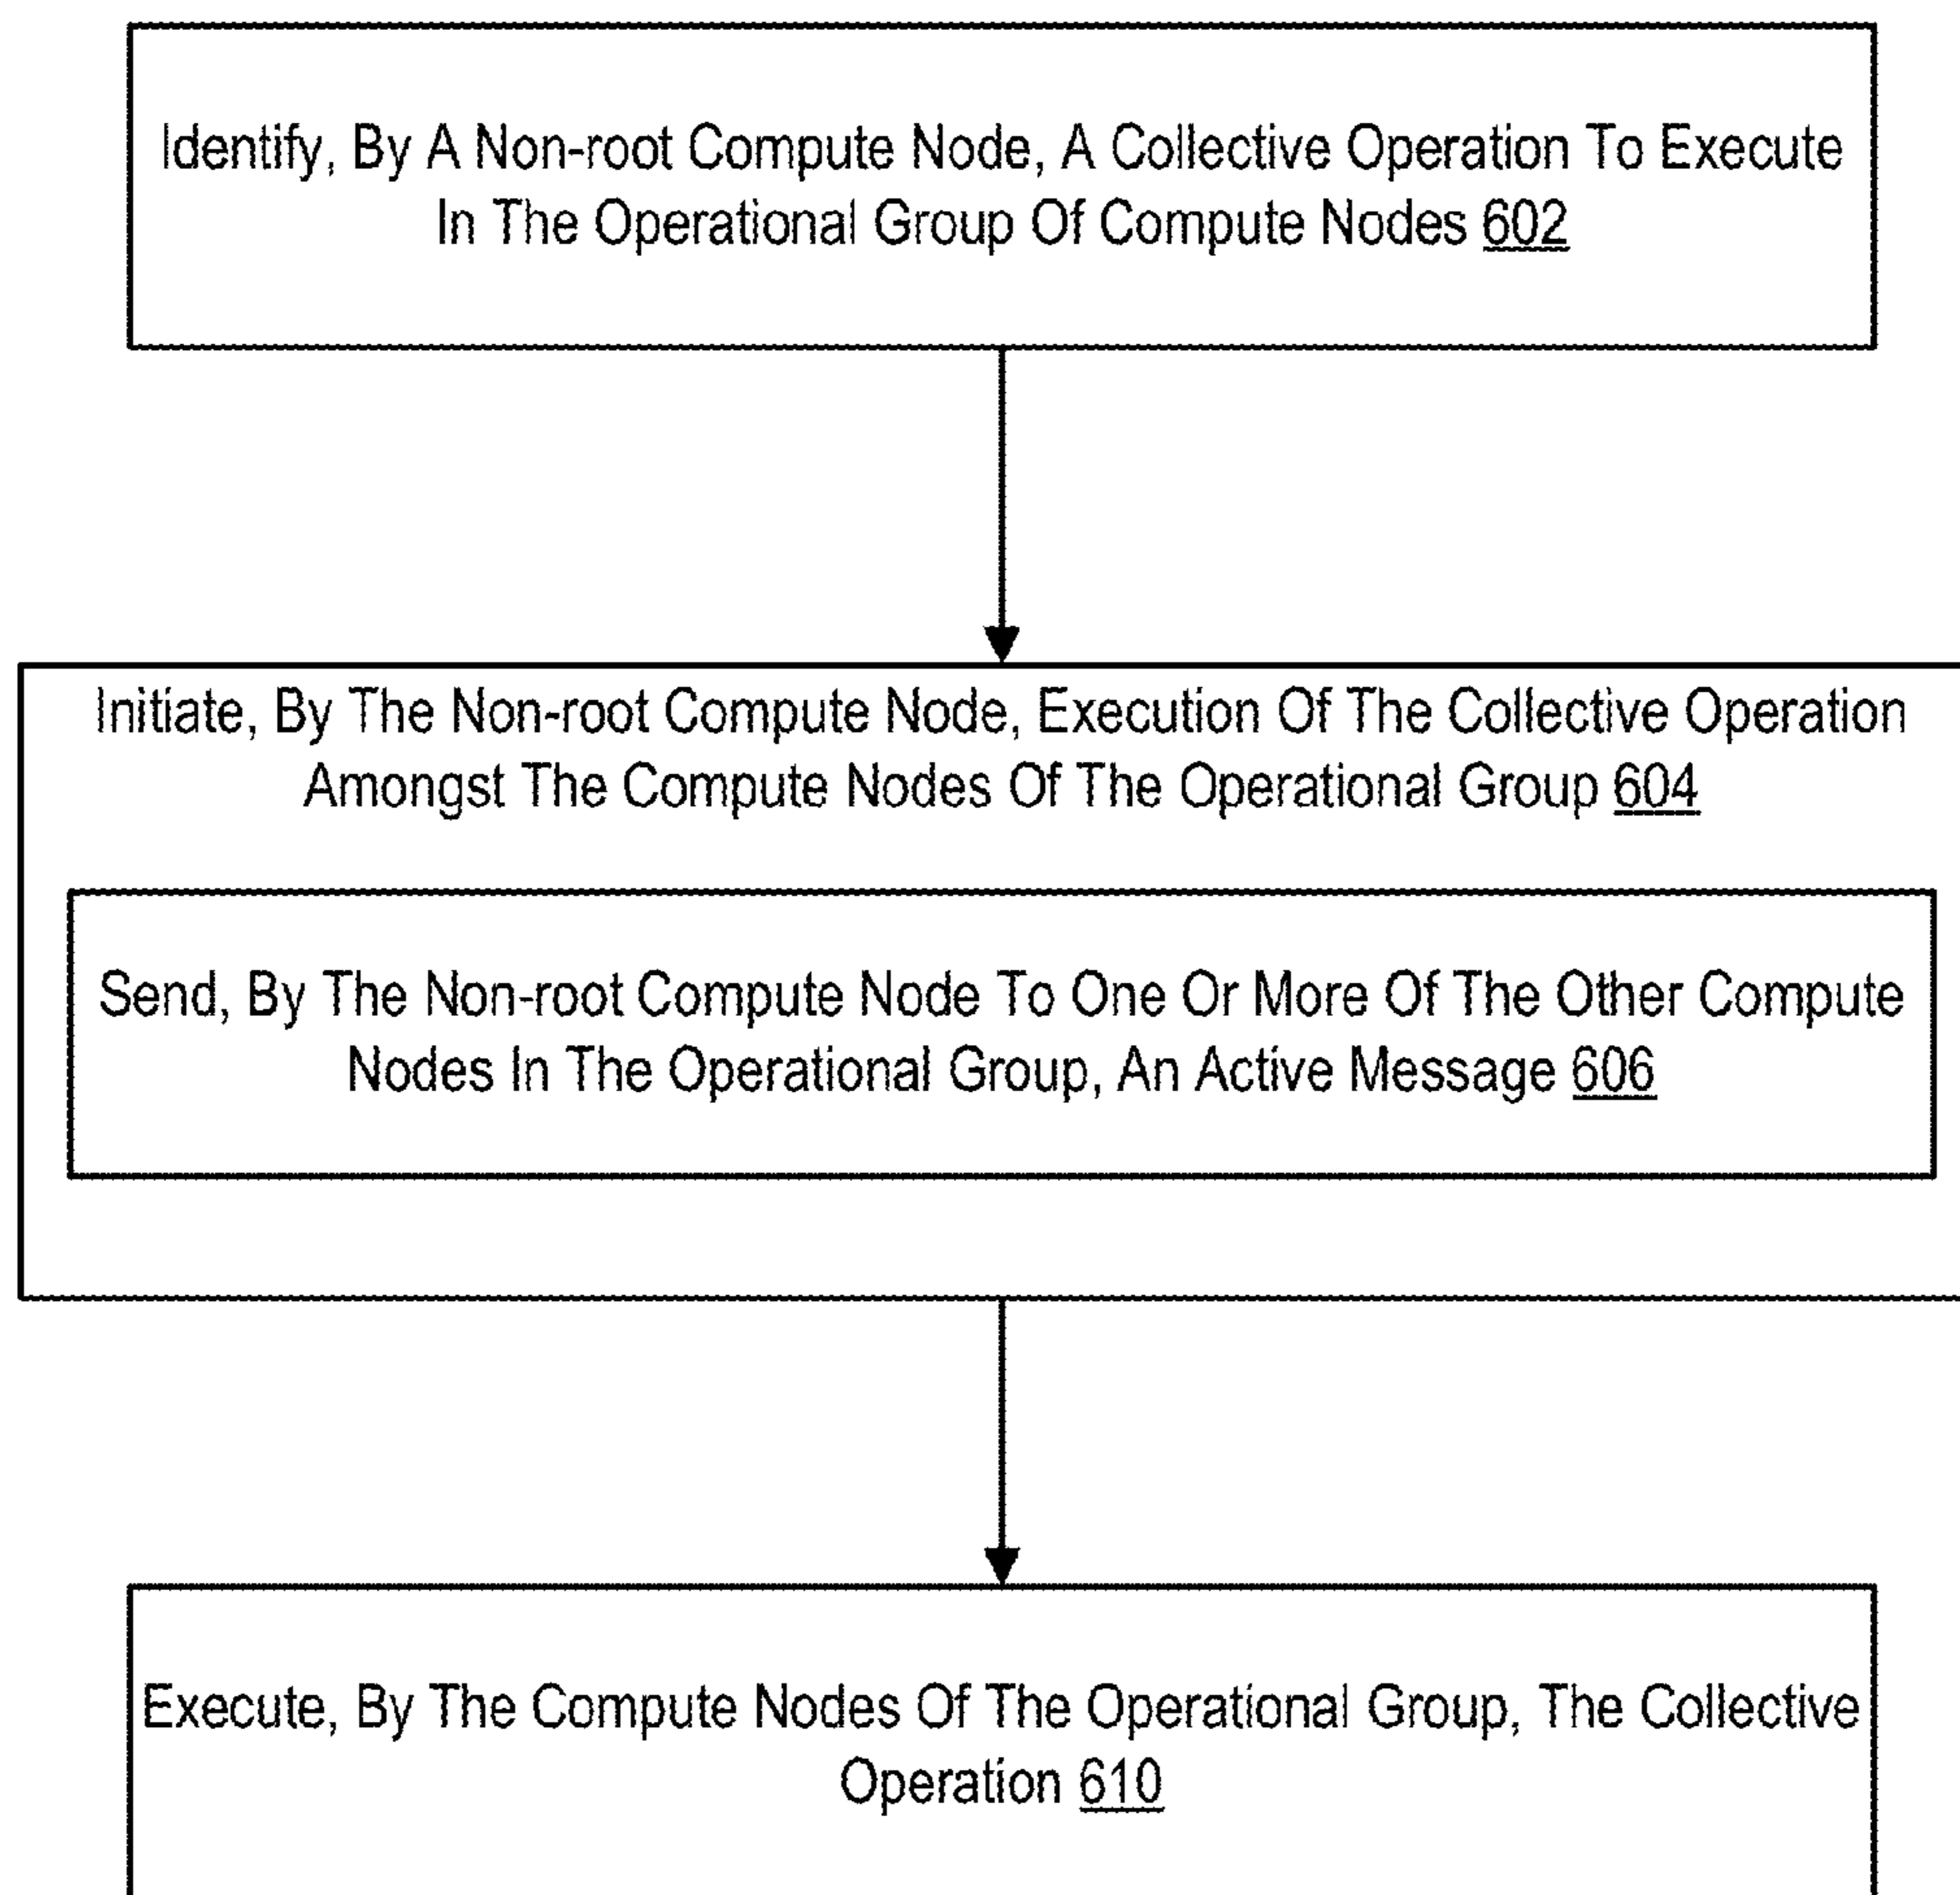 Identify, By A Non-root Compute Node, A Collective Operation To Execute
In The Operational Group Of Compute Nodes 602
Initiate, By The Non-root Compute Node, Execution Of The Collective Operation
Amongst The Compute Nodes Of The Operational Group 604
Send, By The Non-root Compute Node To One Or More Of The Other Compute
Nodes In The Operational Group, An Active Message 606
Execute, By The Compute Nodes Of The Operational Group, The Collective
Operation 610